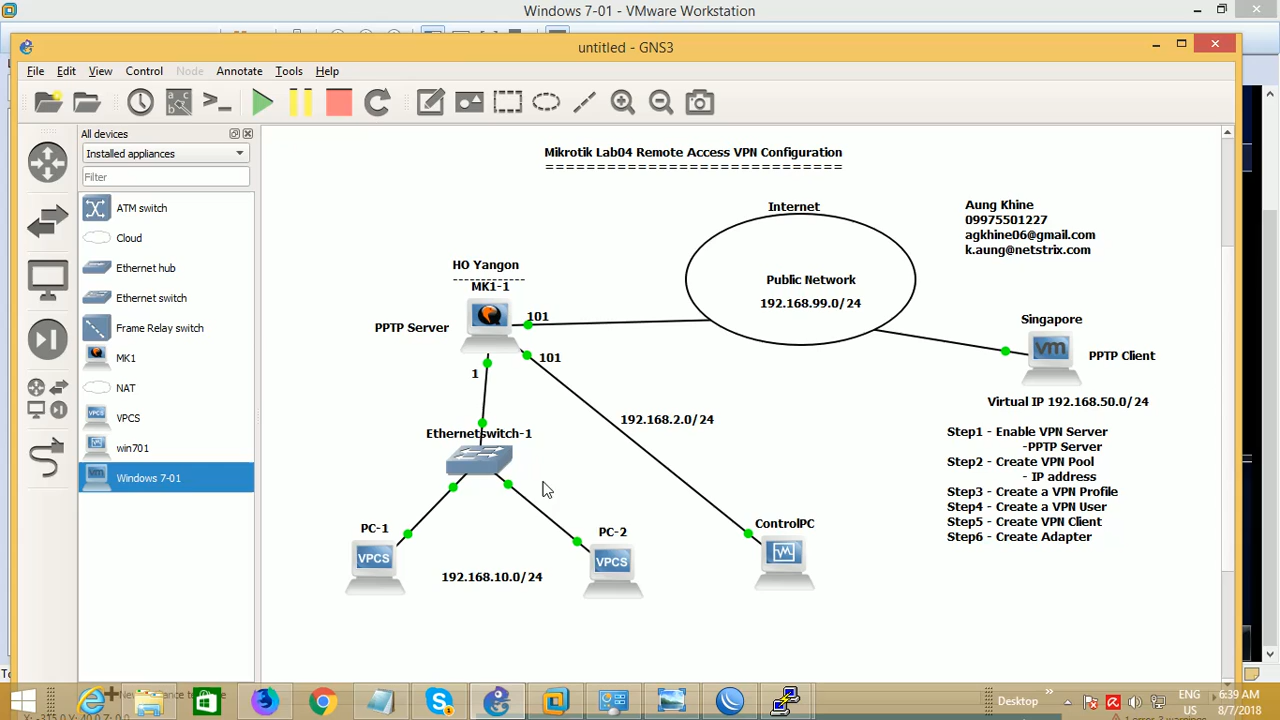 Windows 7-01 - VMware Workstation
untitled - GNS3
File Edit View Control Node Annotate Tools Help
All devices
Installed appliances
Filter
ATM switch
Cloud
Ethernet hub
Ethernet switch
Frame Relay switch
MK1
NAT
VPCS
win701
Windows 7-01
Mikrotik Lab04 Remote Access VPN Configuration
==================================
Internet
Public Network
192.168.99.0/24
Aung Khine
09975501227
agkhine06@gmail.com
k.aung@netstrix.com
HO Yangon
------------
MK1-1
PPTP Server
101
101
1
Singapore
vm
PPTP Client
Virtual IP 192.168.50.0/24
192.168.2.0/24
Ethernetswitch-1
Step1 - Enable VPN Server
-PPTP Server
Step2 - Create VPN Pool
- IP address
Step3 - Create a VPN Profile
Step4 - Create a VPN User
Step5 - Create VPN Client
Step6 - Create Adapter
PC-1
VPCS
PC-2
VPCS
ControlPC
192.168.10.0/24
Desktop
ENG
US
6:39 AM
8/7/2018